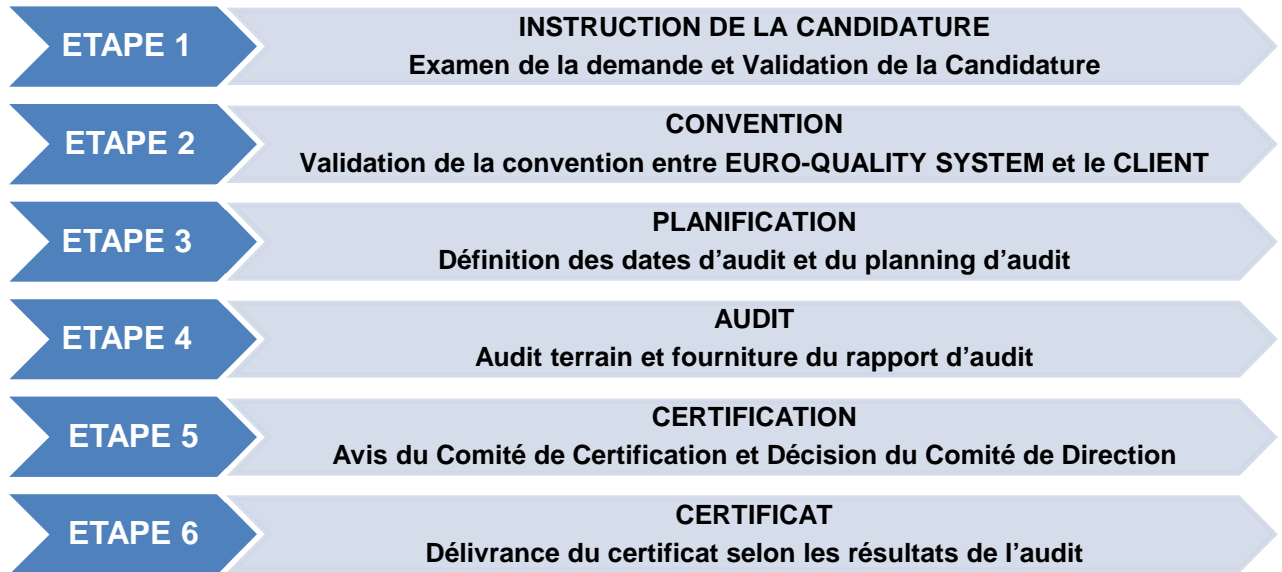 ETAPE 1
INSTRUCTION DE LA CANDIDATURE
Examen de la demande et Validation de la Candidature
ETAPE 2
CONVENTION
Validation de la convention entre EURO-QUALITY SYSTEM et le CLIENT
ETAPE 3
PLANIFICATION
Définition des dates d’audit et du planning d’audit
ETAPE 4
AUDIT
Audit terrain et fourniture du rapport d’audit
ETAPE 5
CERTIFICATION
Avis du Comité de Certification et Décision du Comité de Direction
ETAPE 6
CERTIFICAT
Délivrance du certificat selon les résultats de l’audit